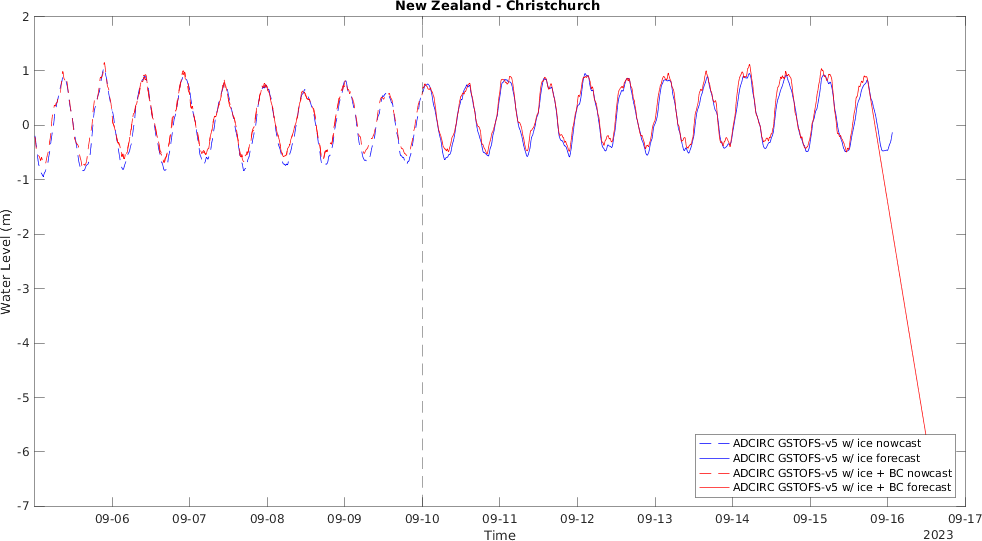 New Zealand - Christchurch
2
1
0
-1
-2
-3
-4
-5
-6
-7
Water Level (m)
ADCIRC GSTOFS-v5 w/ ice nowcast
ADCIRC GSTOFS-v5 w/ ice forecast
ADCIRC GSTOFS-v5 w/ ice + BC nowcast
ADCIRC GSTOFS-v5 w/ ice + BC forecast
09-06 09-07 09-08 09-09 09-10 09-11 09-12 09-13 09-14 09-15 09-16 09-17
Time
2023